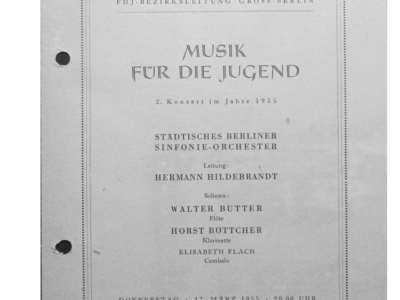 FDJ-BEZIRKSLEITUNG GROSS-BERLIN
MUSIK
FÜR DIE JUGEND
2. Konzert im Jahre 1955
STÄDTISCHES BERLINER
SINFONIE-ORCHESTER
Leitung:
HERMANN HILDEBRANDT
Solisten:
WALTER BUTTER
Flöte
HORST BOTTCHER
Klarinette
ELISABETH FLACH
Cembalo
DONNERSTAG · 17. MÄRZ 1955 · 20.00 UHR